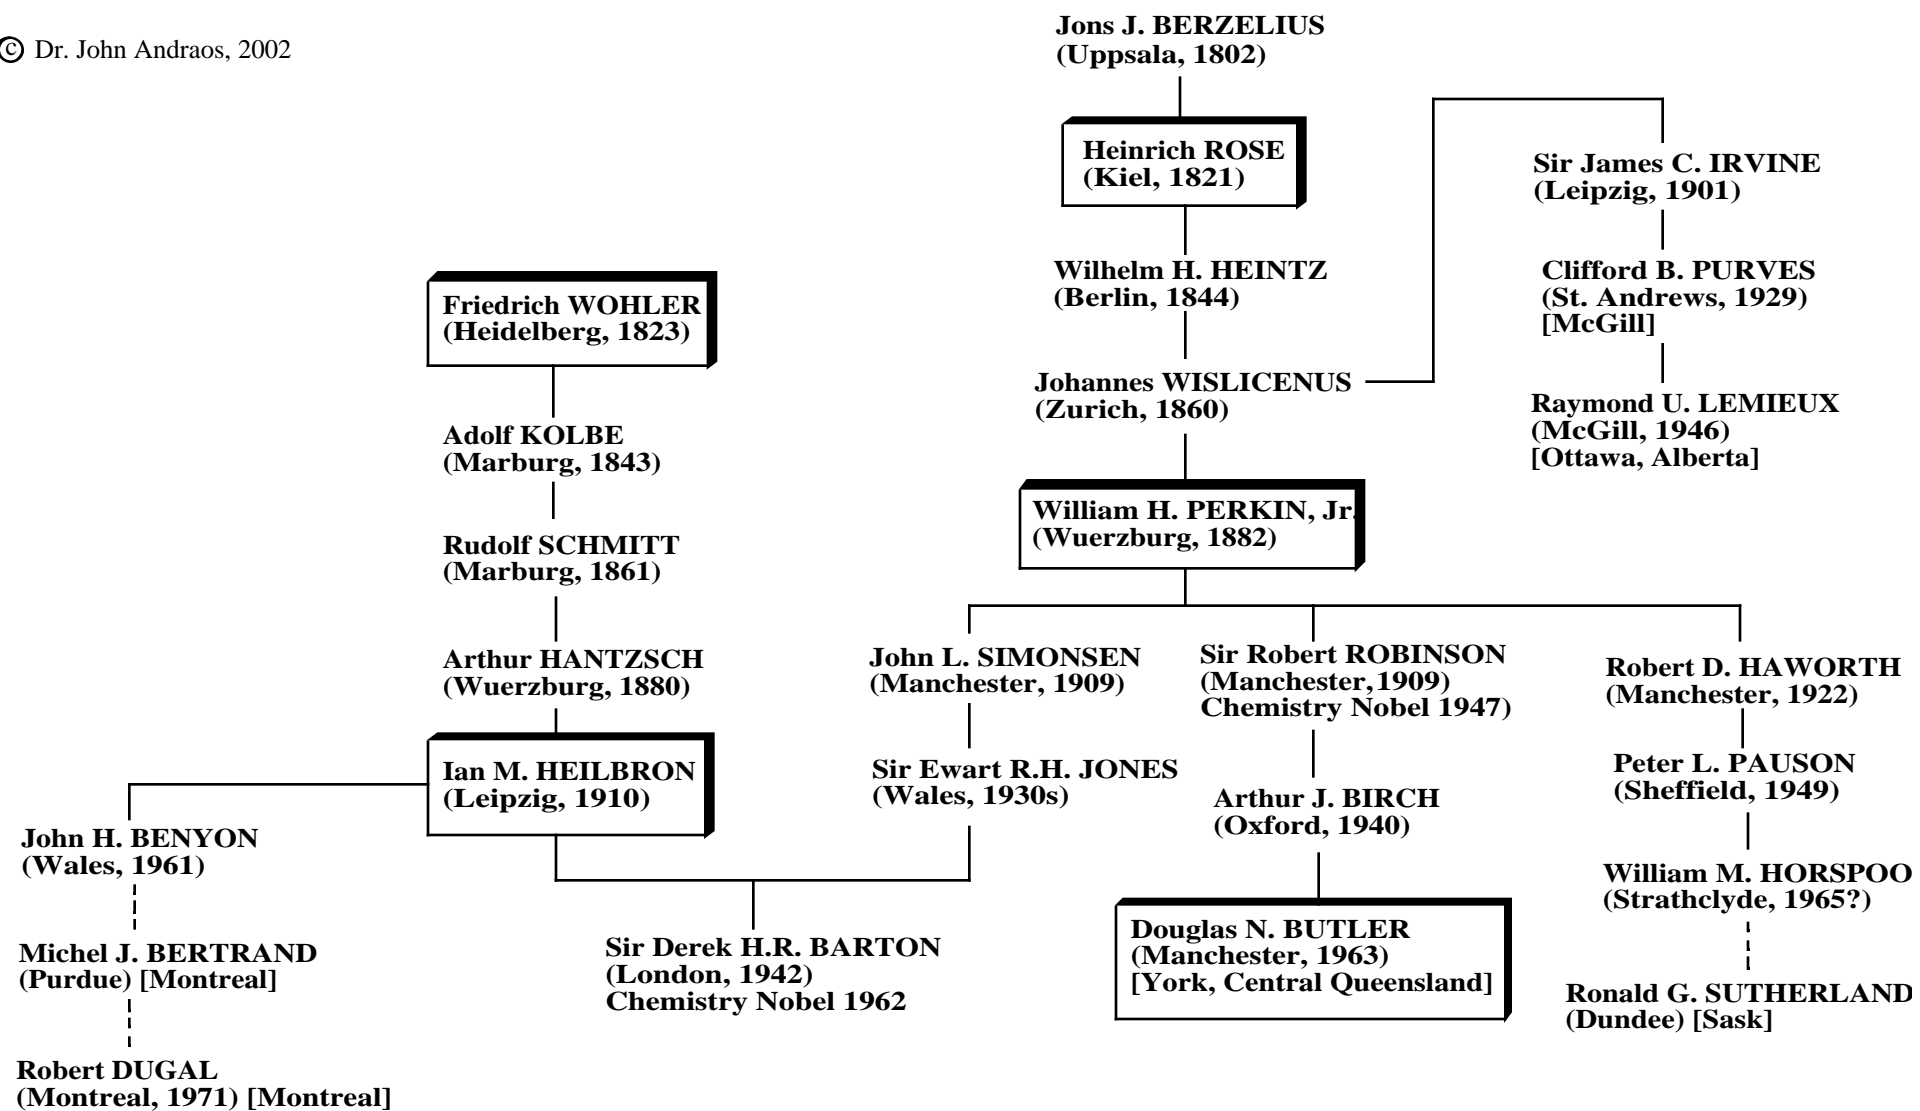 © Dr. John Andraos, 2002
Jons J. BERZELIUS
(Uppsala, 1802)
Heinrich ROSE
(Kiel, 1821)
Wilhelm H. HEINTZ
(Berlin, 1844)
Johannes WISLICENUS
(Zurich, 1860)
Sir James C. IRVINE
(Leipzig, 1901)
Clifford B. PURVES
(St. Andrews, 1929)
[McGill]
Raymond U. LEMIEUX
(McGill, 1946)
[Ottawa, Alberta]
William H. PERKIN, Jr.
(Wuerzburg, 1882)
Friedrich WOHLER
(Heidelberg, 1823)
Adolf KOLBE
(Marburg, 1843)
Rudolf SCHMITT
(Marburg, 1861)
Arthur HANTZSCH
(Wuerzburg, 1880)
Ian M. HEILBRON
(Leipzig, 1910)
John H. BENYON
(Wales, 1961)
Michel J. BERTRAND
(Purdue) [Montreal]
Robert DUGAL
(Montreal, 1971) [Montreal]
John L. SIMONSEN
(Manchester, 1909)
Sir Ewart R.H. JONES
(Wales, 1930s)
Sir Derek H.R. BARTON
(London, 1942)
Chemistry Nobel 1962
Sir Robert ROBINSON
(Manchester, 1909)
Chemistry Nobel 1947)
Arthur J. BIRCH
(Oxford, 1940)
Douglas N. BUTLER
(Manchester, 1963)
[York, Central Queensland]
Robert D. HAWORTH
(Manchester, 1922)
Peter L. PAUSON
(Sheffield, 1949)
William M. HORSPOO
(Strathclyde, 1965?)
Ronald G. SUTHERLAND
(Dundee) [Sask]